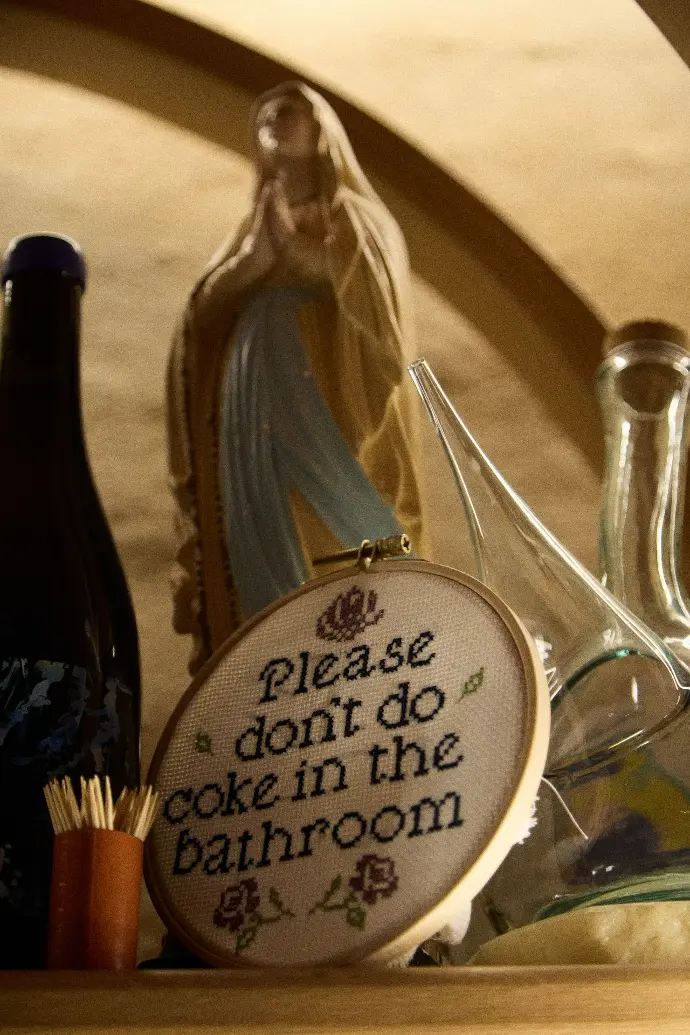 Please
don't do
coke in the
bathroom